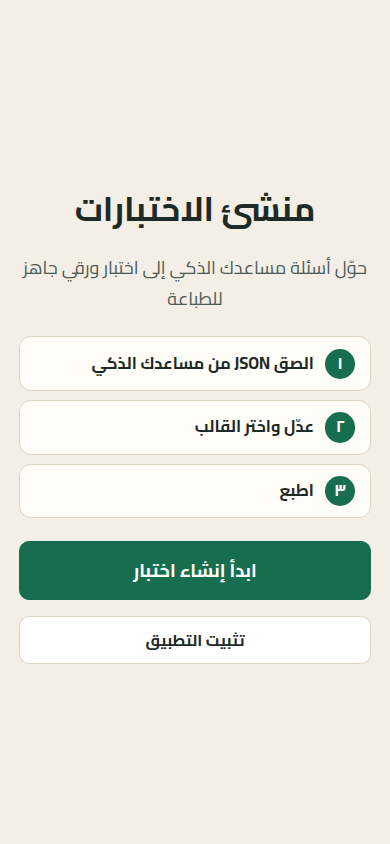 منشئ الاختبارات
حوّل أسئلة مساعدك الذكي إلى اختبار ورقي جاهز
للطباعة
١ الصق JSON من مساعدك الذكي
٢ عدّل واختر القالب
٣ اطبع
ابدأ إنشاء اختبار
تثبيت التطبيق